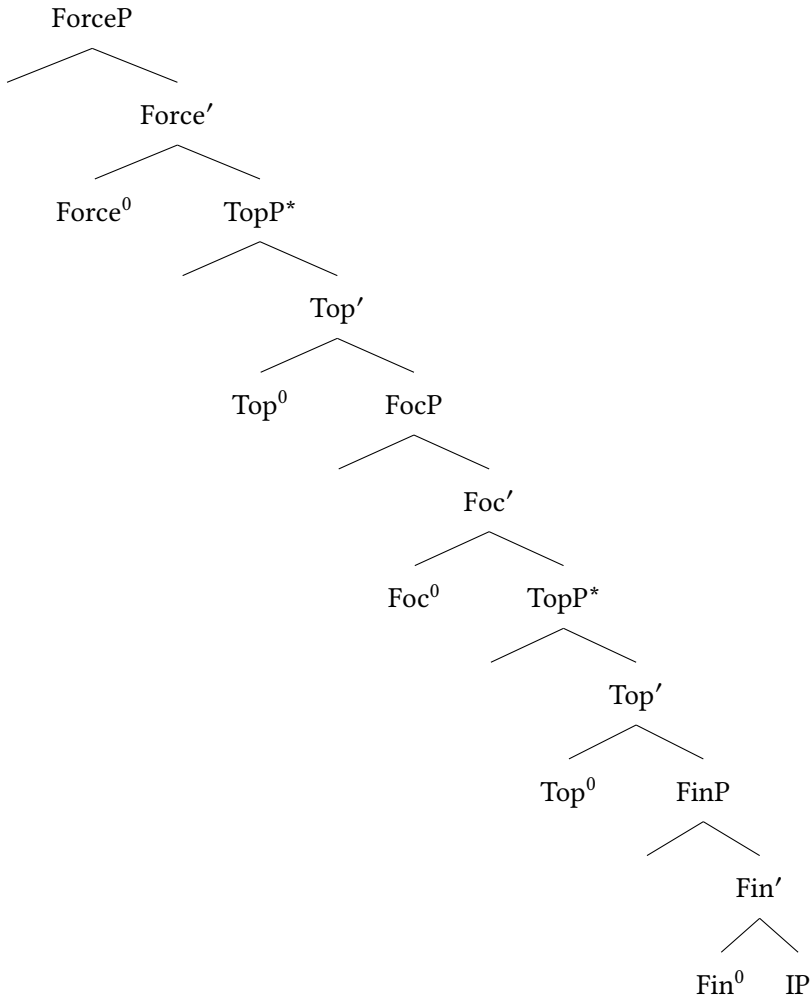 ForceP
Force′
Force⁰ TopP*
Top′
Top⁰ FocP
Foc′
Foc⁰ TopP*
Top′
Top⁰ FinP
Fin′
Fin⁰ IP